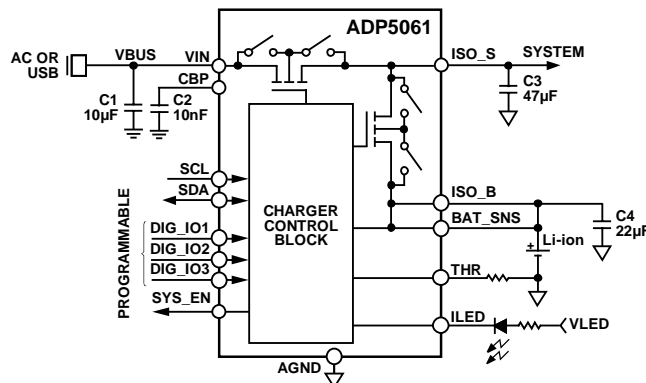 ADP5061
AC OR
USB
VBUS
VIN
CBP
C1
10µF
C2
10nF
ISO_S
SYSTEM
C3
47µF
SCL
SDA
PROGRAMMABLE
DIG_IO1
DIG_IO2
DIG_IO3
SYS_EN
CHARGER
CONTROL
BLOCK
ISO_B
BAT_SNS
C4
22µF
+
Li-ion
THR
ILED
VLED
AGND